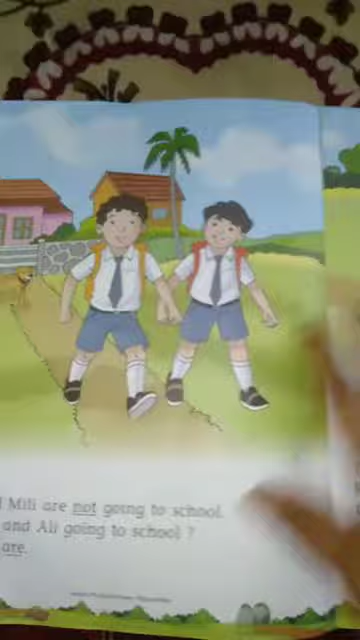 Mili are not going to school.
and Ali going to school ?
are.